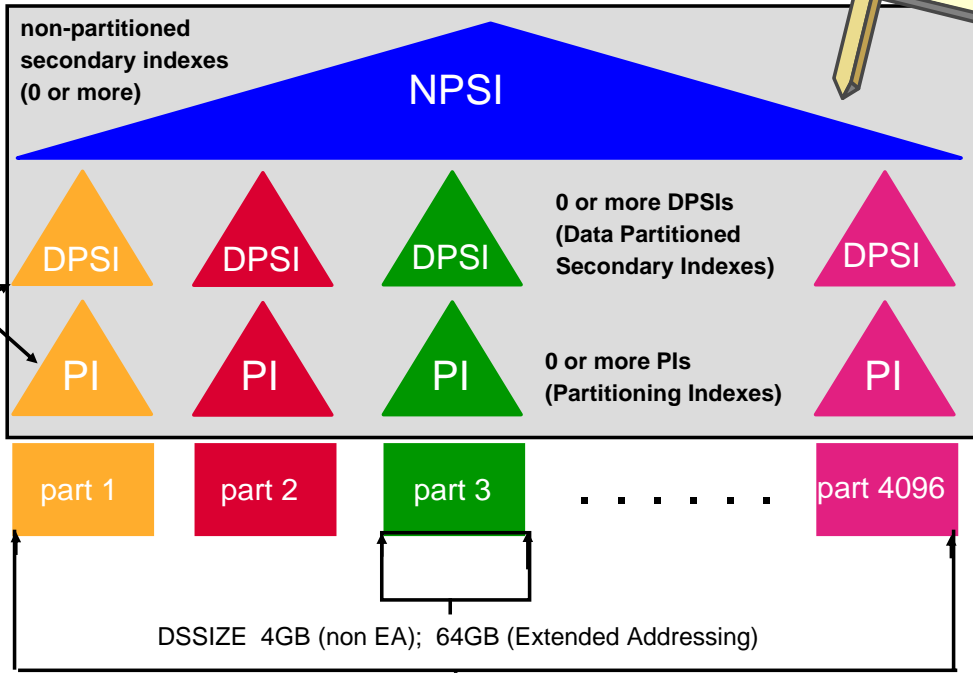 non-partitioned
secondary indexes
(0 or more)
NPSI
DPSI
DPSI
DPSI
0 or more DPSIs
(Data Partitioned
Secondary Indexes)
DPSI
PI
PI
PI
0 or more PIs
(Partitioning Indexes)
PI
part 1
part 2
part 3
. . . . . .
part 4096
DSSIZE 4GB (non EA); 64GB (Extended Addressing)